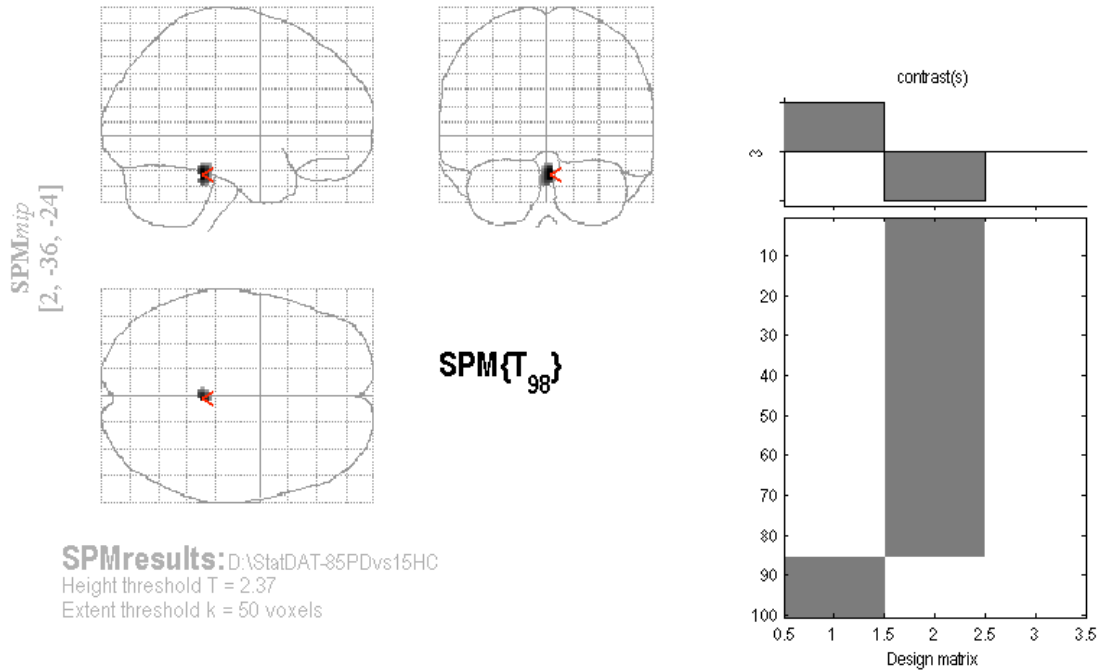 SPMmip
[2, -36, -24]
SPM{T98}
SPMresults: D:\StatDAT-85PDvs15HC
Height threshold T = 2.37
Extent threshold k = 50 voxels
contrast(s)
3
10
20
30
40
50
60
70
80
90
100
0.5 1 1.5 2 2.5 3 3.5
Design matrix